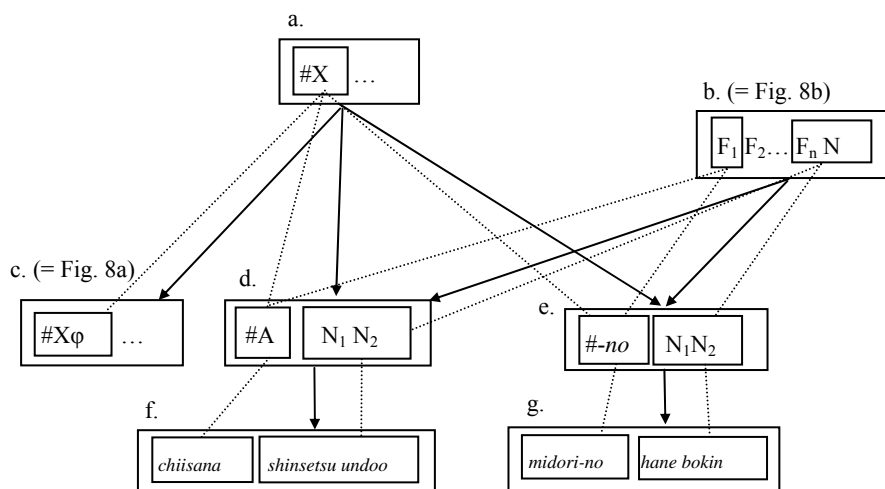 a.
#X …
b. (= Fig. 8b)
F₁ F₂… Fₙ N
c. (= Fig. 8a)
#Xφ …
d.
#A N₁ N₂
e.
#-no N₁N₂
f.
chiisana shinsetsu undoo
g.
midori-no hane bokin